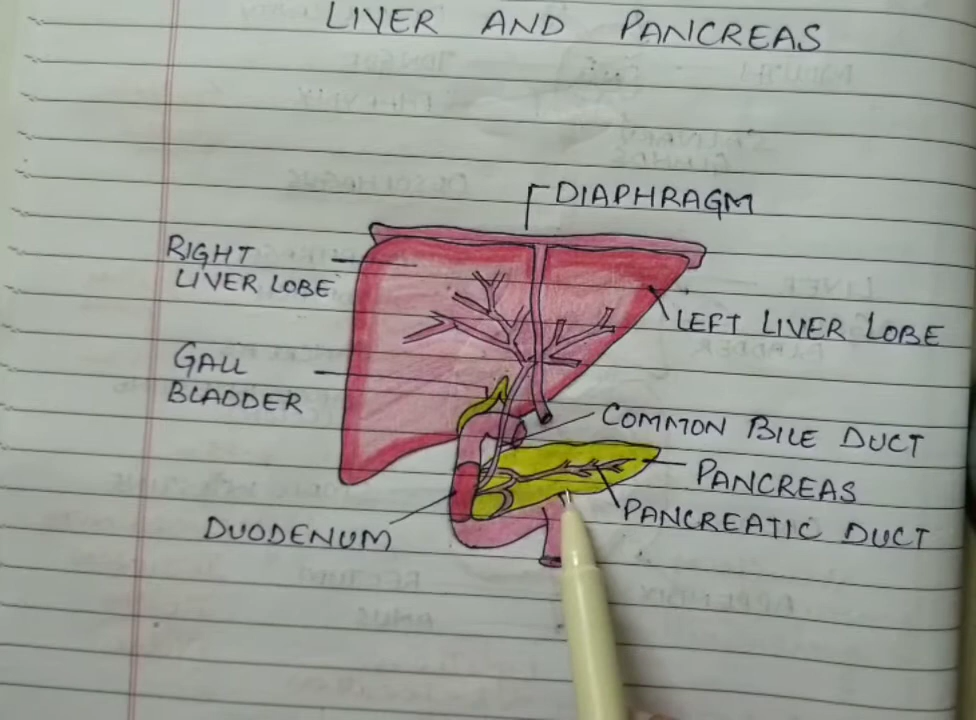 LIVER AND PANCREAS
DIAPHRAGM
RIGHT
LIVER LOBE
LEFT LIVER LOBE
GALL
BLADDER
COMMON BILE DUCT
PANCREAS
PANCREATIC DUCT
DUODENUM